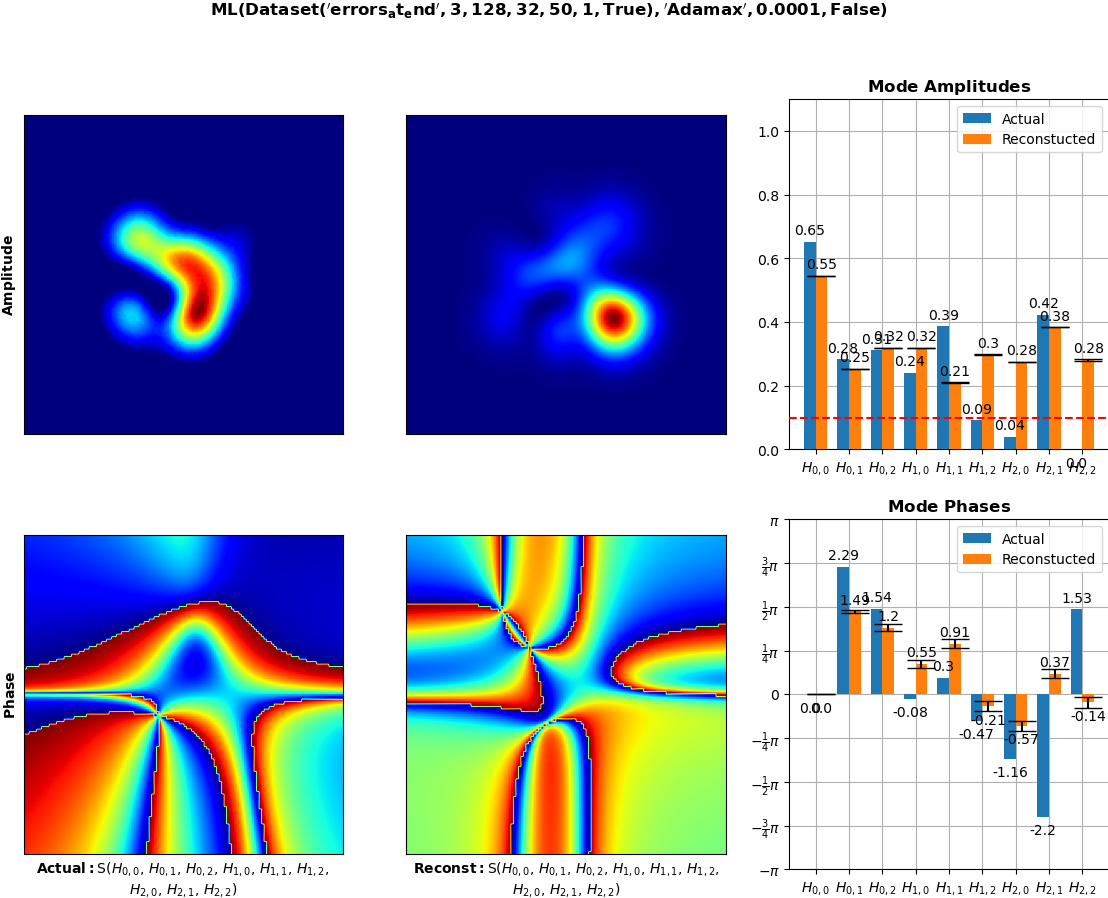 ML(Dataset('errors_at_end', 3, 128, 32, 50, 1, True), 'Adamax', 0.0001, False)
Amplitude
Mode Amplitudes
Actual
Reconstucted
1.0
0.8
0.6
0.4
0.2
0.0
0.65
0.55
0.28
0.25
0.31
0.32
0.24
0.32
0.39
0.21
0.09
0.3
0.04
0.28
0.42
0.38
0.0
0.28
H0,0 H0,1 H0,2 H1,0 H1,1 H1,2 H2,0 H2,1 H2,2
Phase
Actual: S(H0,0, H0,1, H0,2, H1,0, H1,1, H1,2,
H2,0, H2,1, H2,2)
Reconst: S(H0,0, H0,1, H0,2, H1,0, H1,1, H1,2,
H2,0, H2,1, H2,2)
Mode Phases
Actual
Reconstucted
π
3/4π
1/2π
1/4π
0
−1/4π
−1/2π
−3/4π
−π
0.0
2.29
1.49
1.54
1.2
-0.08
0.55
0.3
0.91
-0.47
-0.21
-1.16
-0.57
-2.2
0.37
1.53
-0.14
H0,0 H0,1 H0,2 H1,0 H1,1 H1,2 H2,0 H2,1 H2,2